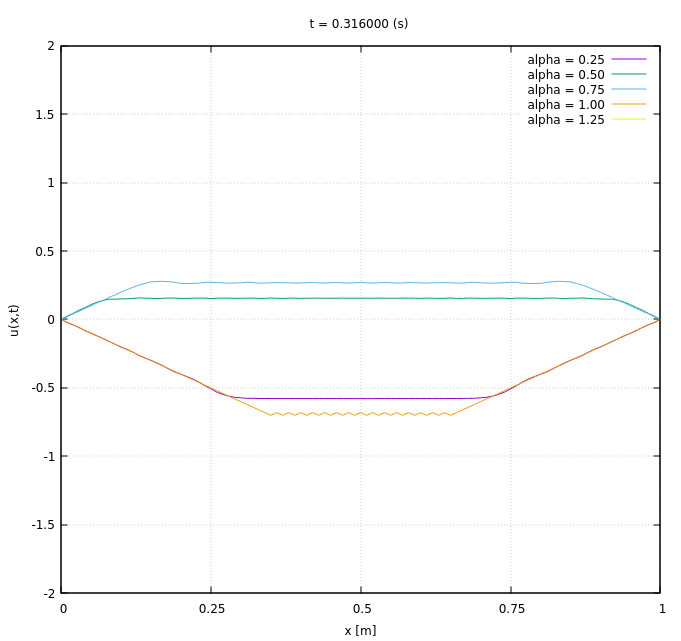 t = 0.316000 (s)
alpha = 0.25
alpha = 0.50
alpha = 0.75
alpha = 1.00
alpha = 1.25
2
1.5
1
0.5
0
-0.5
-1
-1.5
-2
u(x,t)
0 0.25 0.5 0.75 1
x [m]